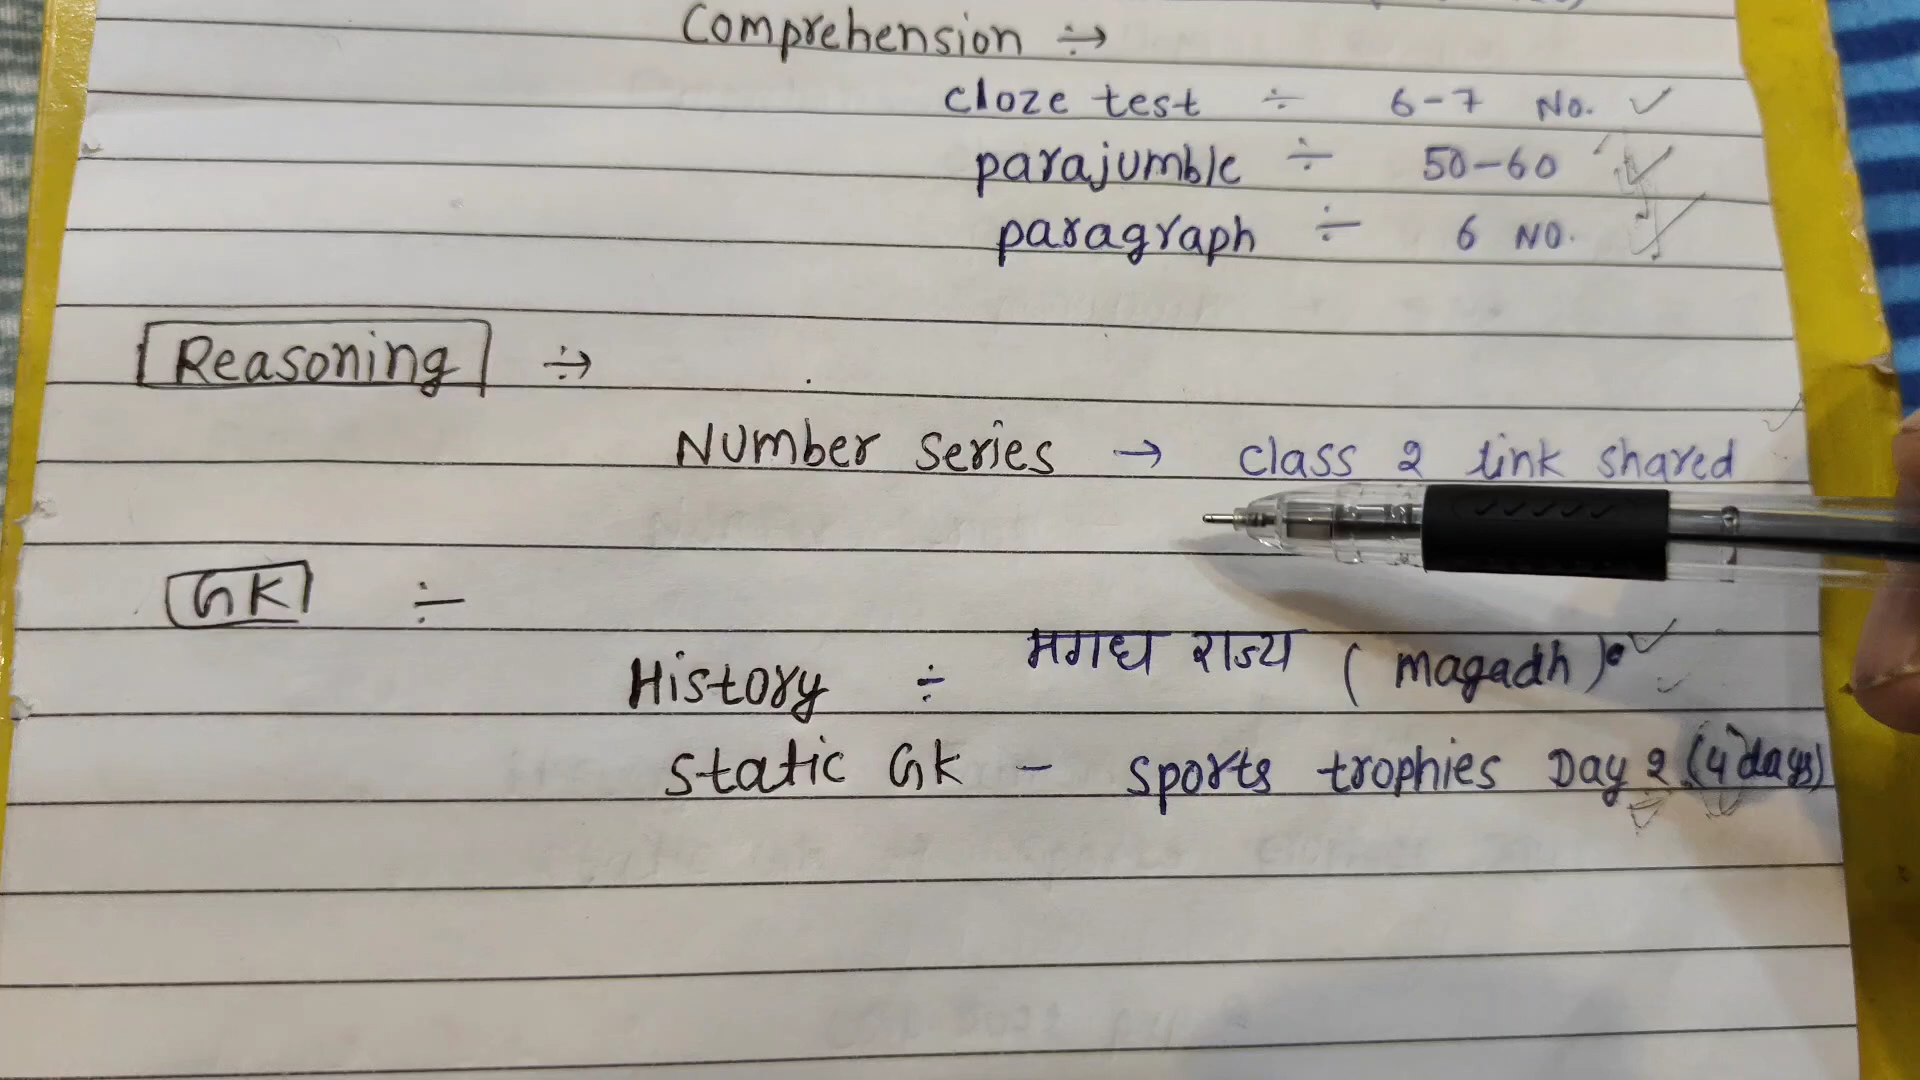 Comprehension ÷→
cloze test ÷ 6-7 No. ✓
parajumble ÷ 50-60 ✓
paragraph ÷ 6 NO. ✓
Reasoning ÷→
Number series → class 2 link shared
GK ÷
History ÷ मगध राज्य (Magadh) ✓
Static GK - sports trophies Day 2 (4 days)